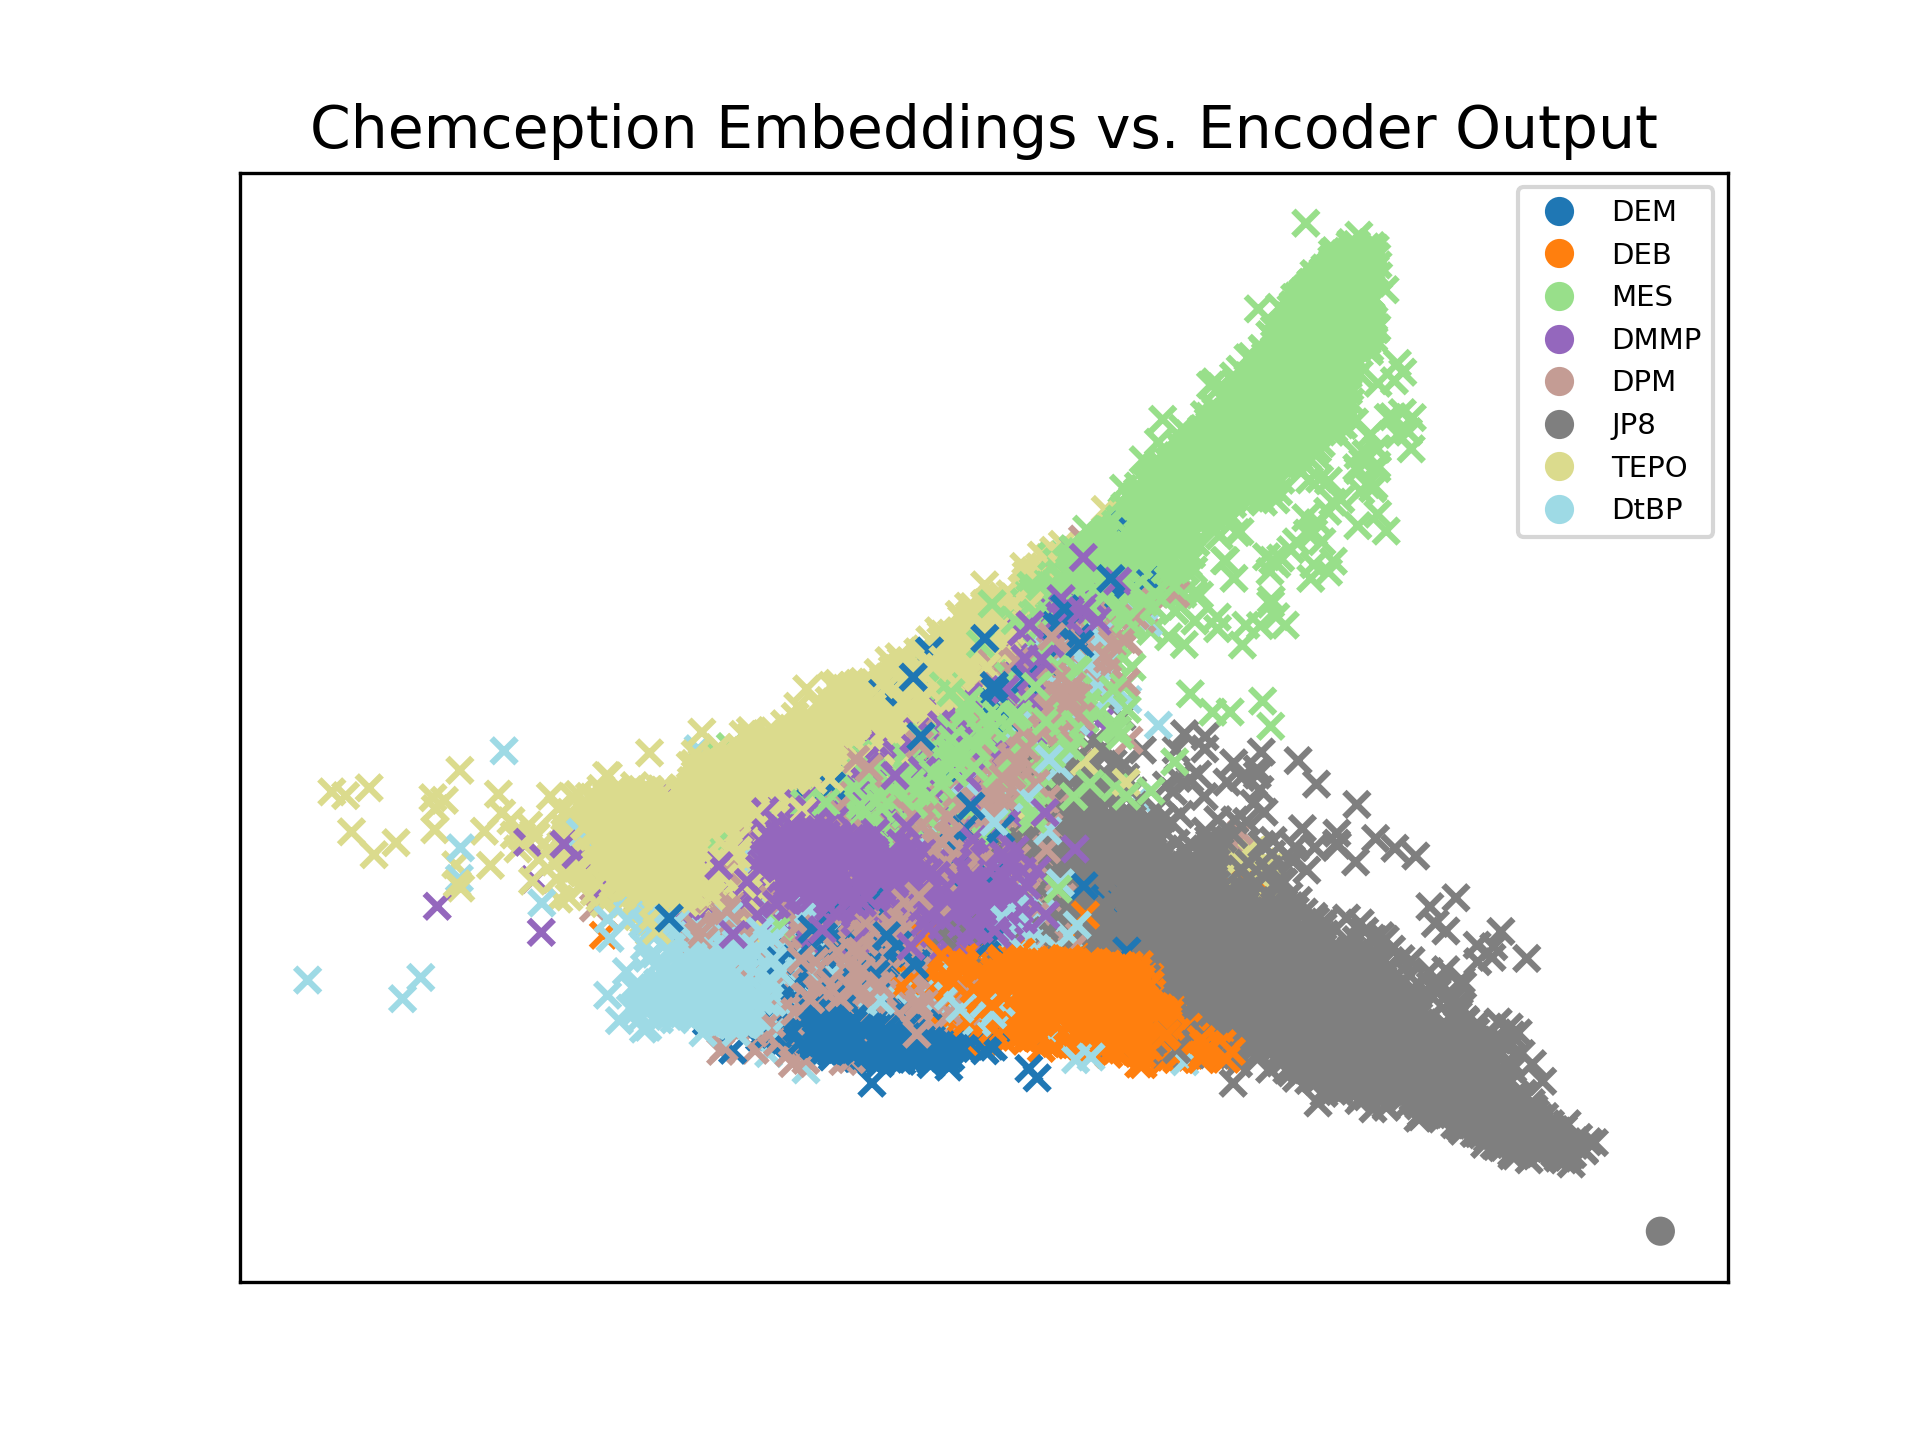 Chemception Embeddings vs. Encoder Output
DEM
DEB
MES
DMMP
DPM
JP8
TEPO
DtBP